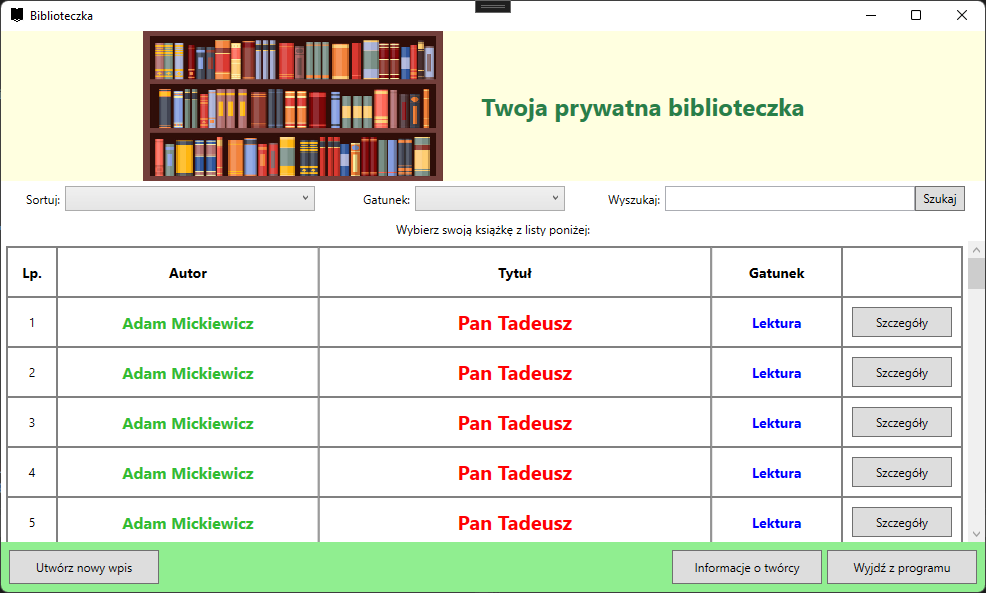 Biblioteczka
Twoja prywatna biblioteczka
Sortuj: Gatunek: Wyszukaj: Szukaj
Wybierz swoją książkę z listy poniżej:
Lp. Autor Tytuł Gatunek
1 Adam Mickiewicz Pan Tadeusz Lektura Szczegóły
2 Adam Mickiewicz Pan Tadeusz Lektura Szczegóły
3 Adam Mickiewicz Pan Tadeusz Lektura Szczegóły
4 Adam Mickiewicz Pan Tadeusz Lektura Szczegóły
5 Adam Mickiewicz Pan Tadeusz Lektura Szczegóły
Utwórz nowy wpis Informacje o twórcy Wyjdź z programu